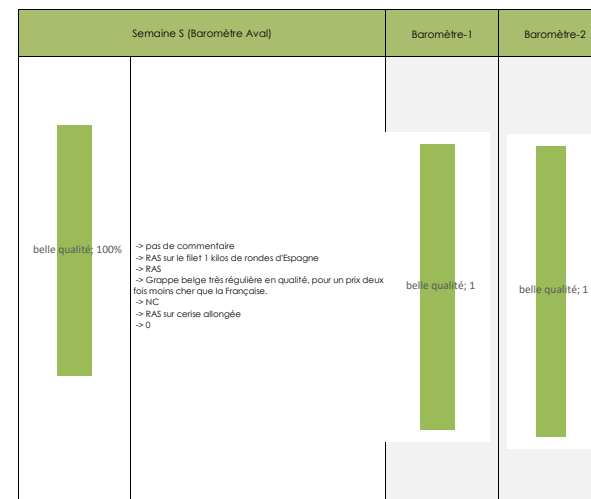 Semaine S (Baromètre Aval)
Baromètre-1
Baromètre-2
belle qualité; 100%
-> pas de commentaire
-> RAS sur le filet 1 kilos de rondes d'Espagne
-> RAS
-> Grappe belge très régulière en qualité, pour un prix deux
fois moins cher que la Française.
-> NC
-> RAS sur cerise allongée
-> 0
belle qualité; 1
belle qualité; 1